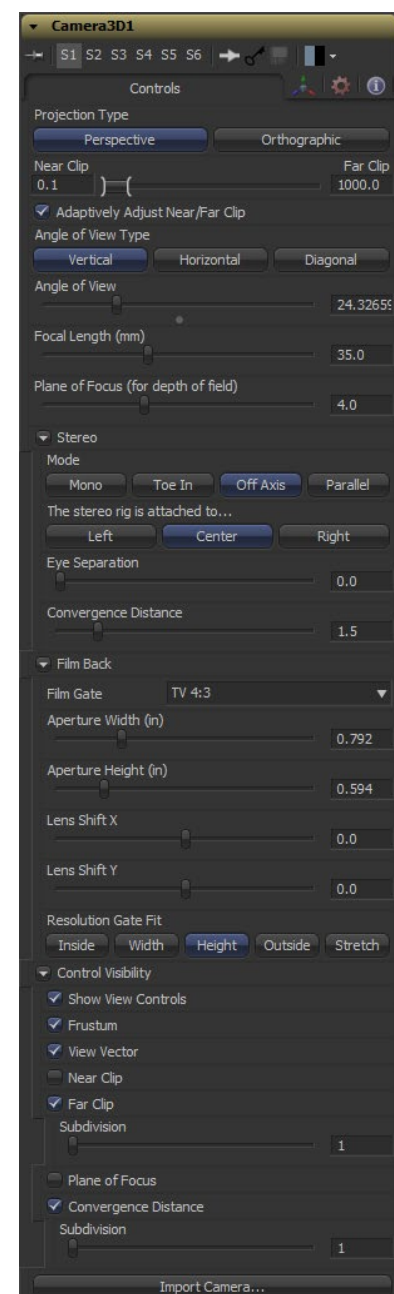 Camera3D1
S1 S2 S3 S4 S5 S6
Controls
Projection Type
Perspective Orthographic
Near Clip Far Clip
0.1 1000.0
Adaptively Adjust Near/Far Clip
Angle of View Type
Vertical Horizontal Diagonal
Angle of View
24.32659
Focal Length (mm)
35.0
Plane of Focus (for depth of field)
4.0
Stereo
Mode
Mono Toe In Off Axis Parallel
The stereo rig is attached to...
Left Center Right
Eye Separation
0.0
Convergence Distance
1.5
Film Back
Film Gate TV 4:3
Aperture Width (in)
0.792
Aperture Height (in)
0.594
Lens Shift X
0.0
Lens Shift Y
0.0
Resolution Gate Fit
Inside Width Height Outside Stretch
Control Visibility
Show View Controls
Frustum
View Vector
Near Clip
Far Clip
Subdivision
1
Plane of Focus
Convergence Distance
Subdivision
1
Import Camera...